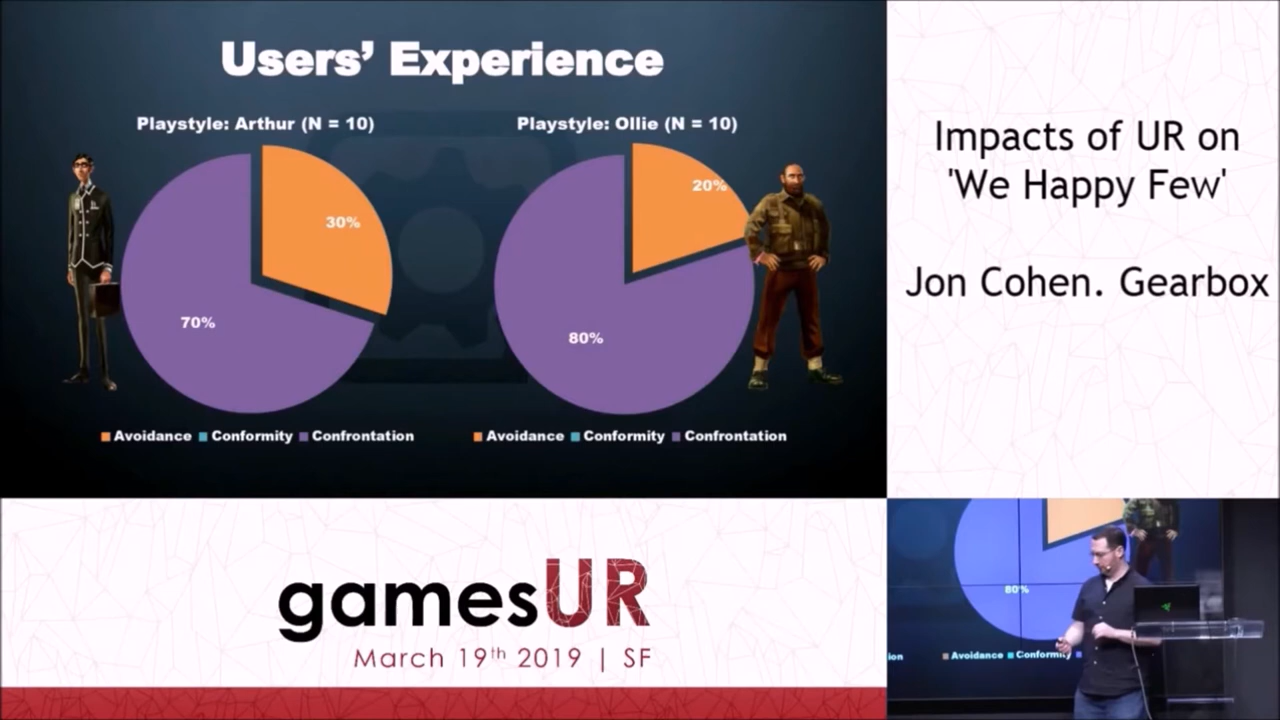 Users' Experience
Playstyle: Arthur (N = 10)
30%
70%
Avoidance Conformity Confrontation
Playstyle: Ollie (N = 10)
20%
80%
Avoidance Conformity Confrontation
Impacts of UR on
'We Happy Few'
Jon Cohen. Gearbox
gamesUR
March 19th 2019 | SF
80%
ion
Avoidance Conformity